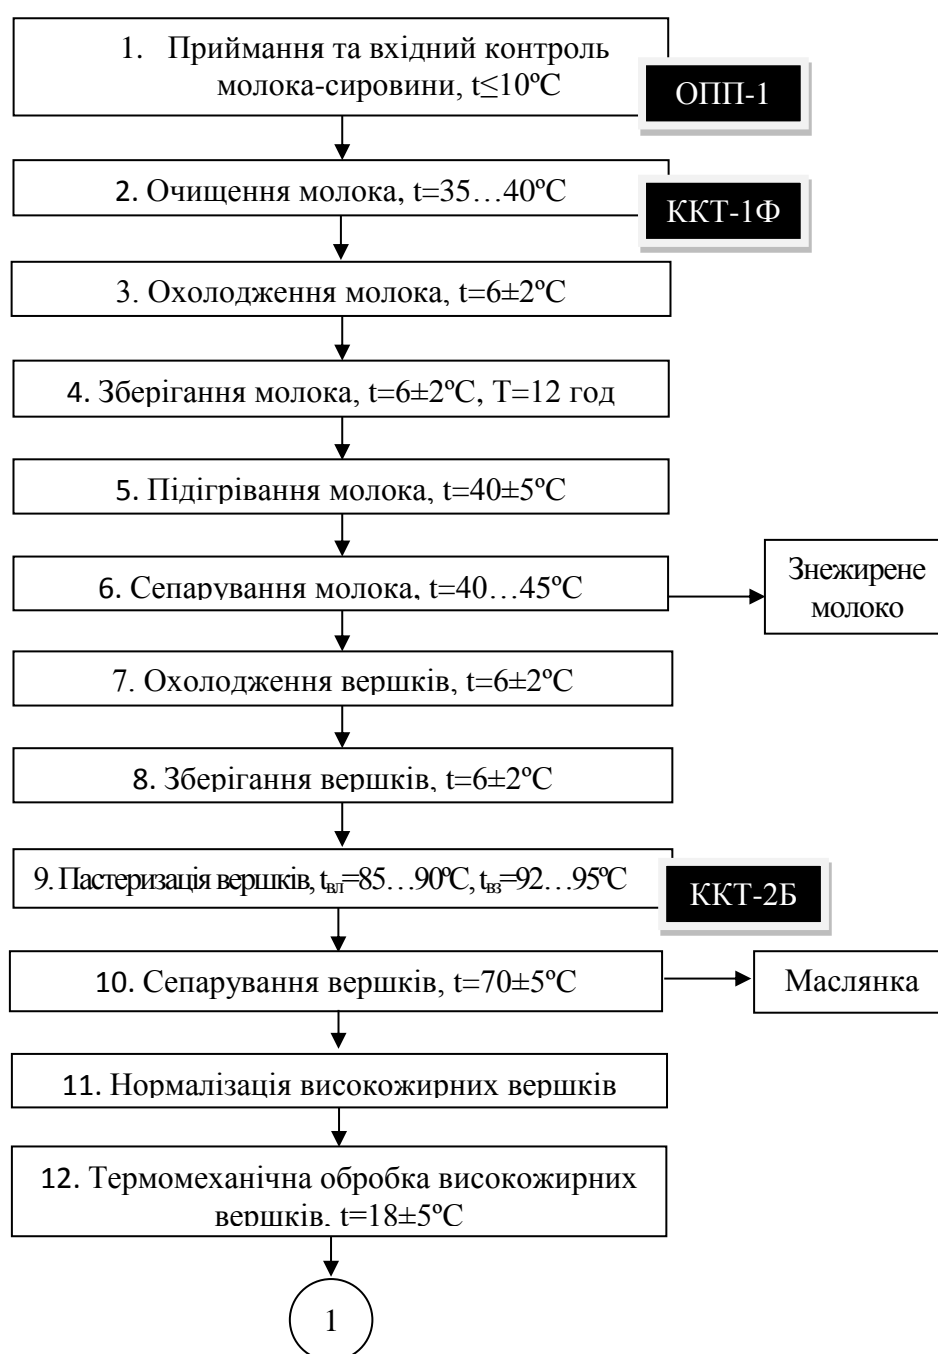 1. Приймання та вхідний контроль
молока-сировини, t≤10ºC
ОПП-1
2. Очищення молока, t=35…40ºC
ККТ-1Ф
3. Охолодження молока, t=6±2ºC
4. Зберігання молока, t=6±2ºC, T=12 год
5. Підігрівання молока, t=40±5ºC
6. Сепарування молока, t=40…45ºC
Знежирене
молоко
7. Охолодження вершків, t=6±2ºC
8. Зберігання вершків, t=6±2ºC
9. Пастеризація вершків, tвл=85…90ºC, tвз=92…95ºC
ККТ-2Б
10. Сепарування вершків, t=70±5ºC
Маслянка
11. Нормалізація високожирних вершків
12. Термомеханічна обробка високожирних
вершків, t=18±5ºC
1